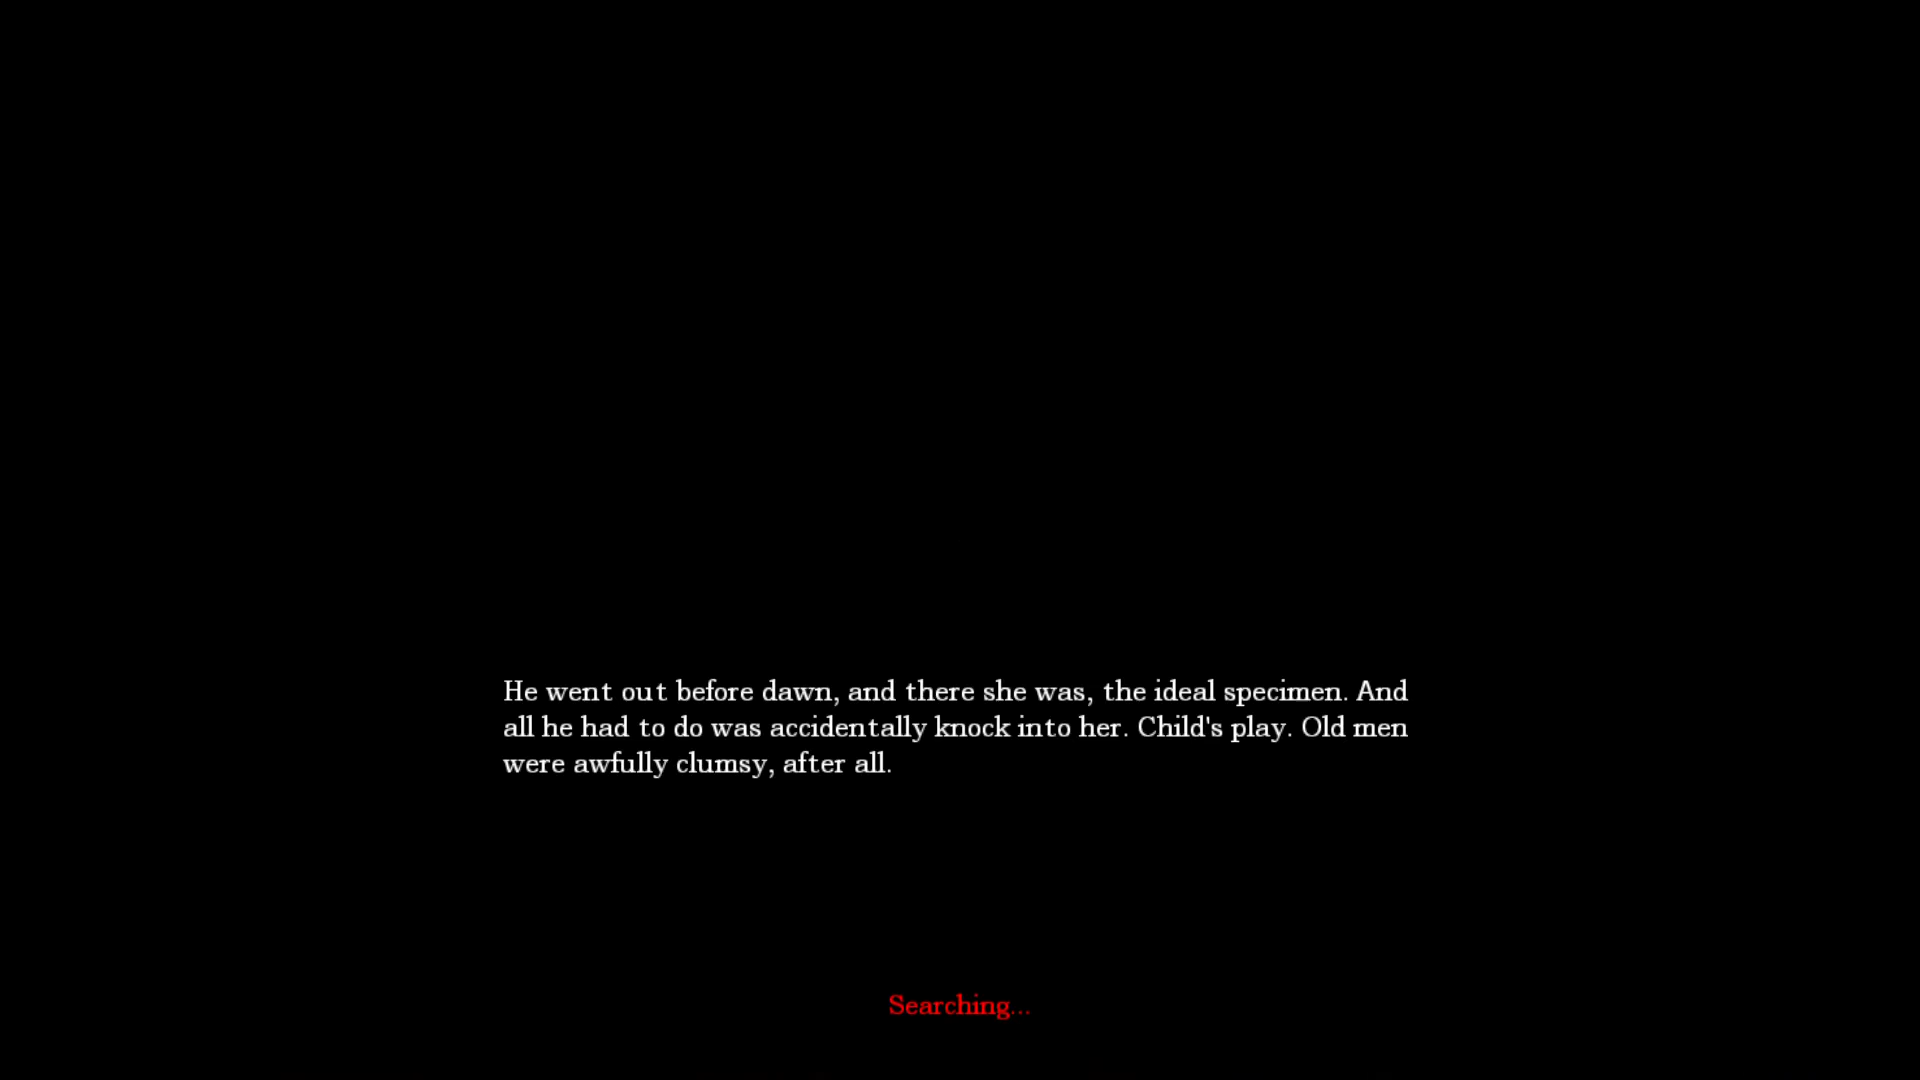 He went out before dawn, and there she was, the ideal specimen. And
all he had to do was accidentally knock into her. Child's play. Old men
were awfully clumsy, after all.
Searching...